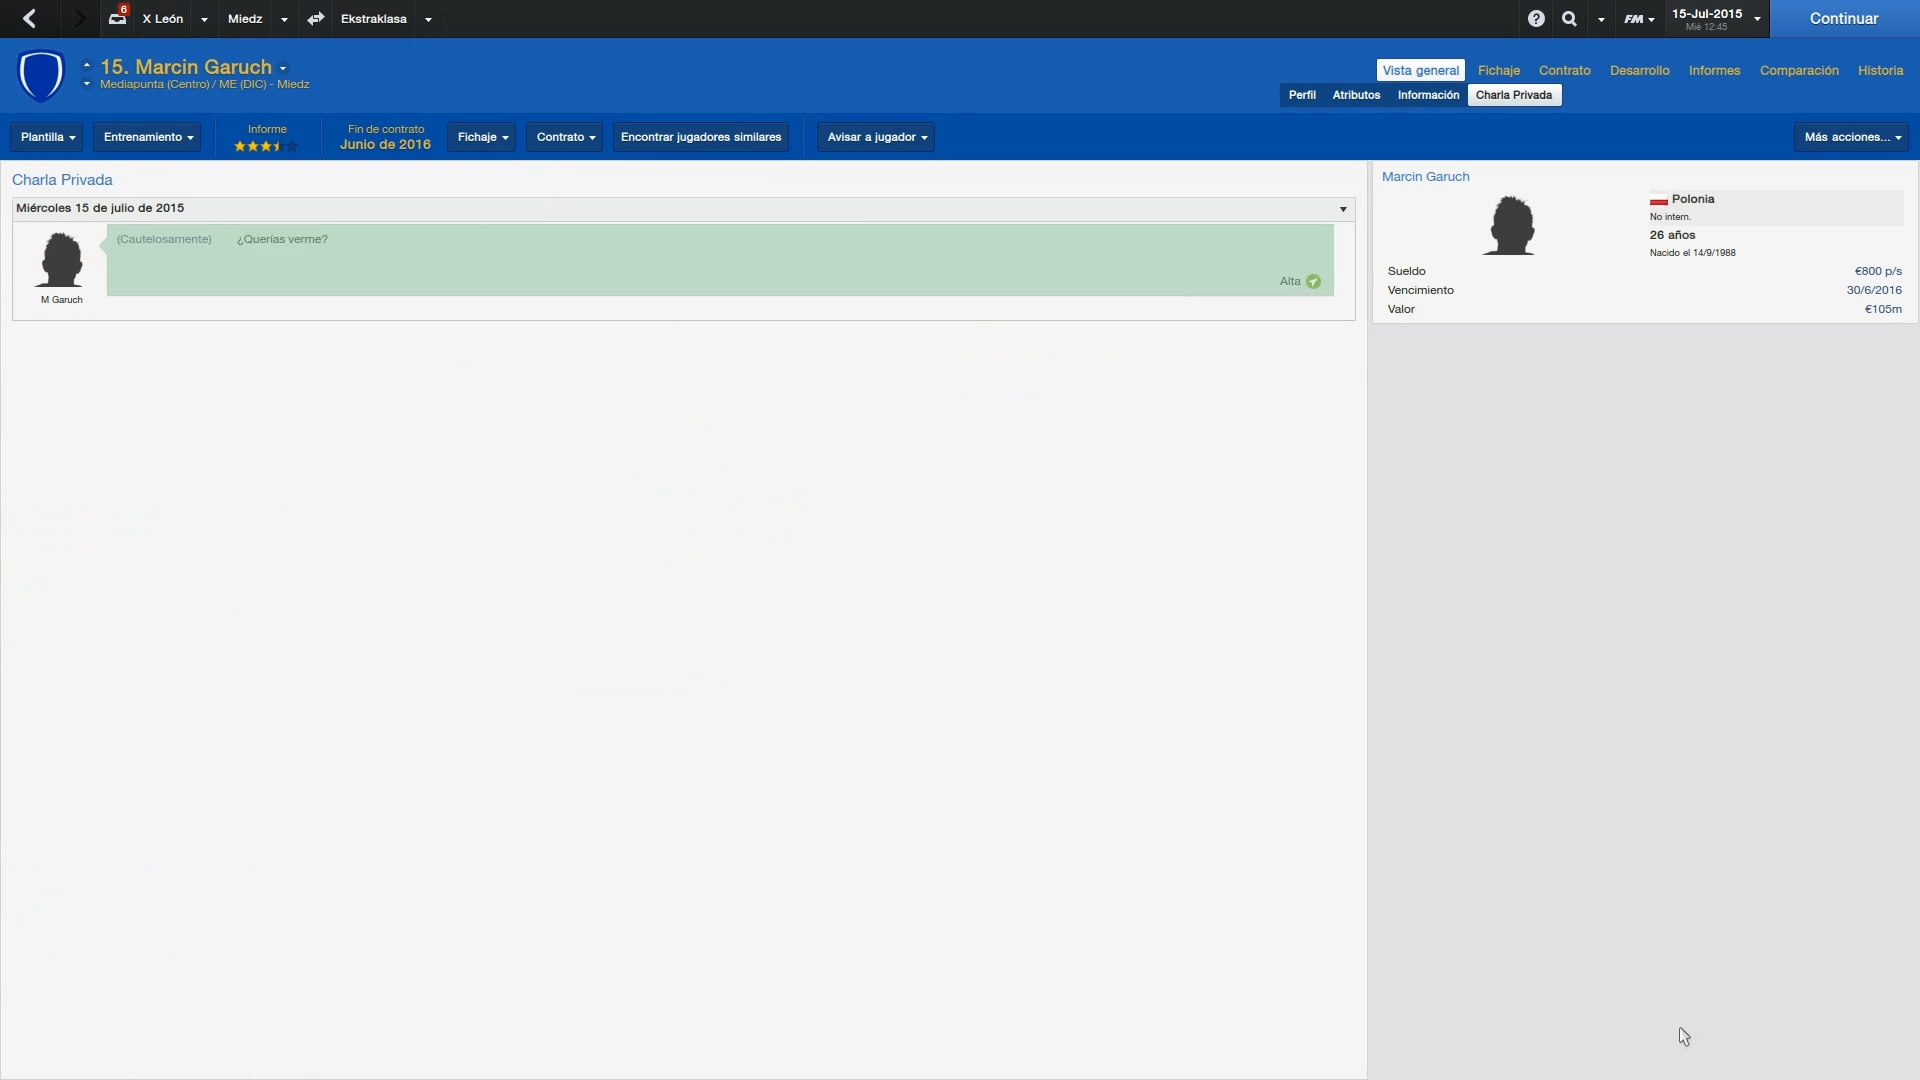 6
X León
Miedz
Ekstraklasa
?
FM
15-Jul-2015
Mié 12:45
Continuar
15. Marcin Garuch
Mediapunta (Centro) / ME (DIC) - Miedz
Vista general
Fichaje
Contrato
Desarrollo
Informes
Comparación
Historia
Perfil
Atributos
Información
Charla Privada
Plantilla
Entrenamiento
Informe
Fin de contrato
Junio de 2016
Fichaje
Contrato
Encontrar jugadores similares
Avisar a jugador
Más acciones...
Charla Privada
Miércoles 15 de julio de 2015
(Cautelosamente) ¿Querías verme?
Alta
M Garuch
Marcin Garuch
Polonia
No intern.
26 años
Nacido el 14/9/1988
Sueldo €800 p/s
Vencimiento 30/6/2016
Valor €105m